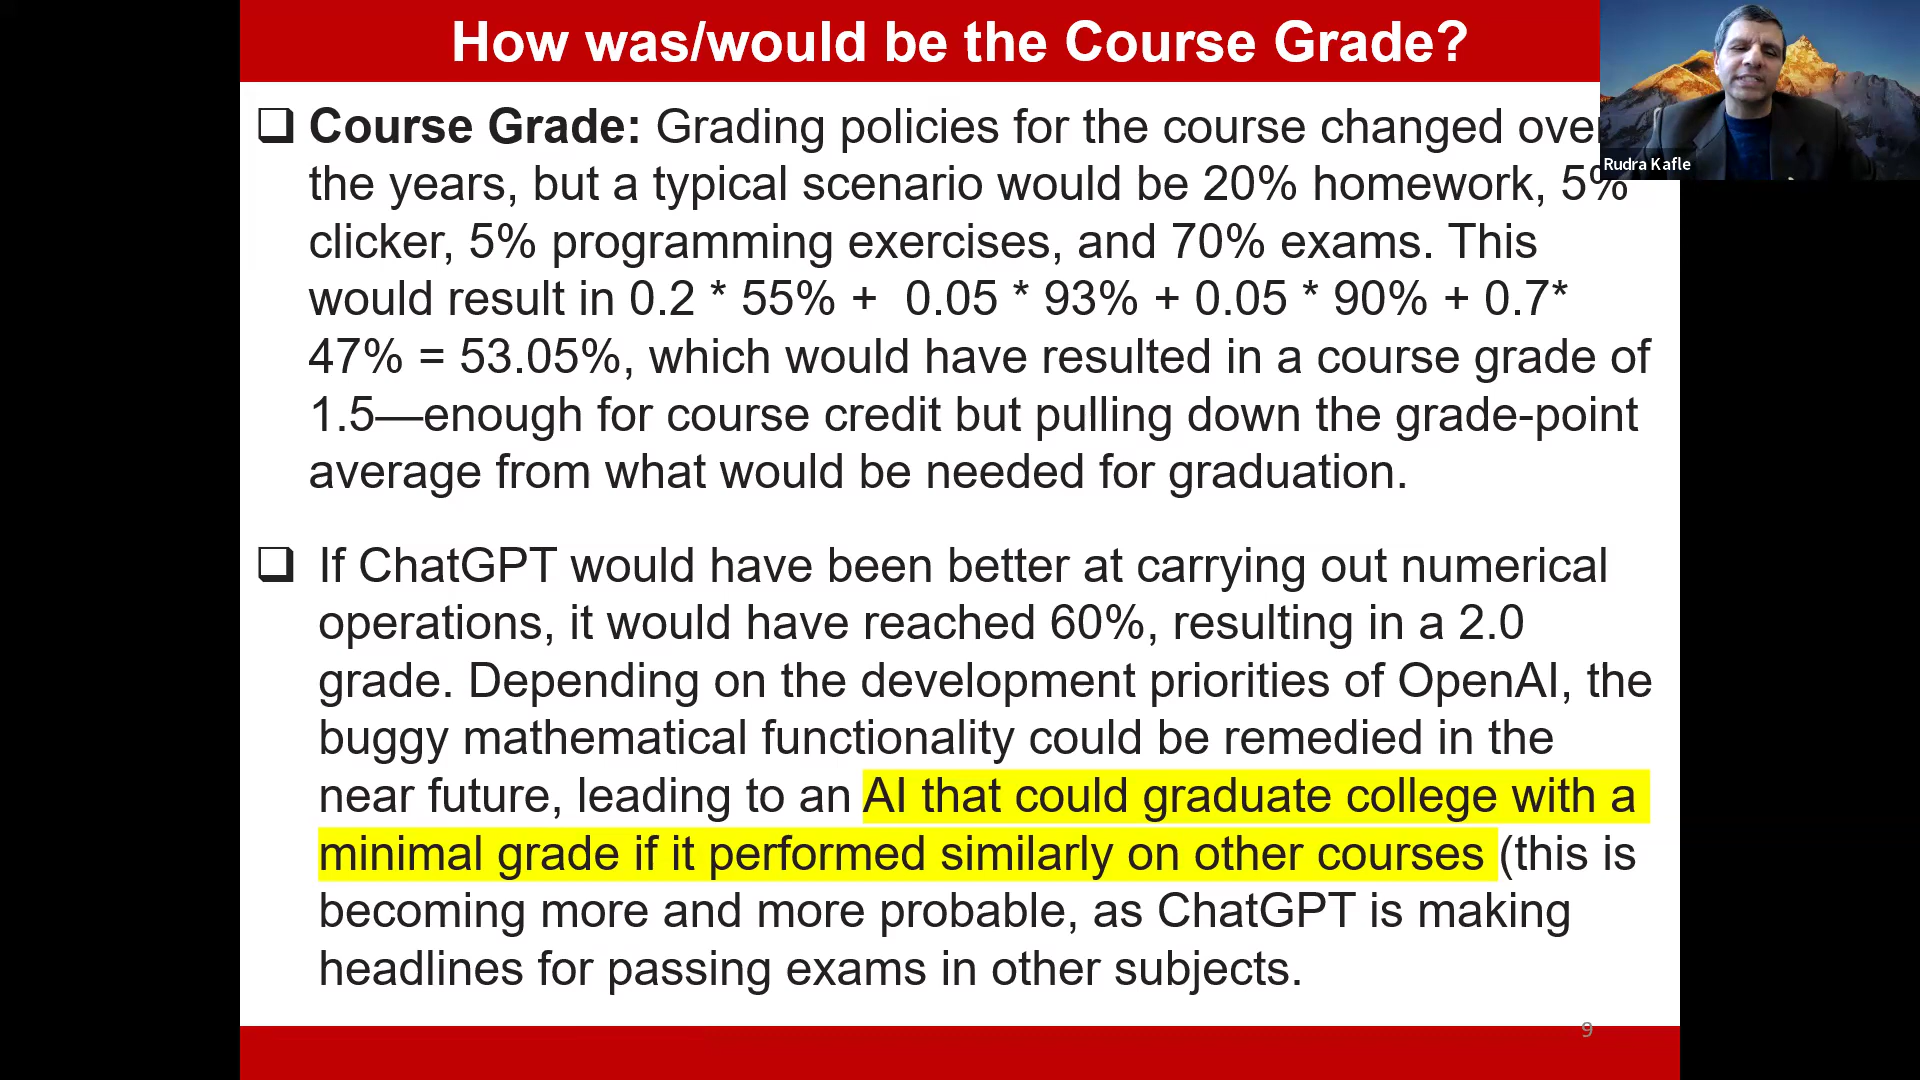 How was/would be the Course Grade?
Rudra Kafle
Course Grade: Grading policies for the course changed over
the years, but a typical scenario would be 20% homework, 5%
clicker, 5% programming exercises, and 70% exams. This
would result in 0.2 * 55% + 0.05 * 93% + 0.05 * 90% + 0.7*
47% = 53.05%, which would have resulted in a course grade of
1.5—enough for course credit but pulling down the grade-point
average from what would be needed for graduation.
If ChatGPT would have been better at carrying out numerical
operations, it would have reached 60%, resulting in a 2.0
grade. Depending on the development priorities of OpenAI, the
buggy mathematical functionality could be remedied in the
near future, leading to an AI that could graduate college with a
minimal grade if it performed similarly on other courses (this is
becoming more and more probable, as ChatGPT is making
headlines for passing exams in other subjects.
9